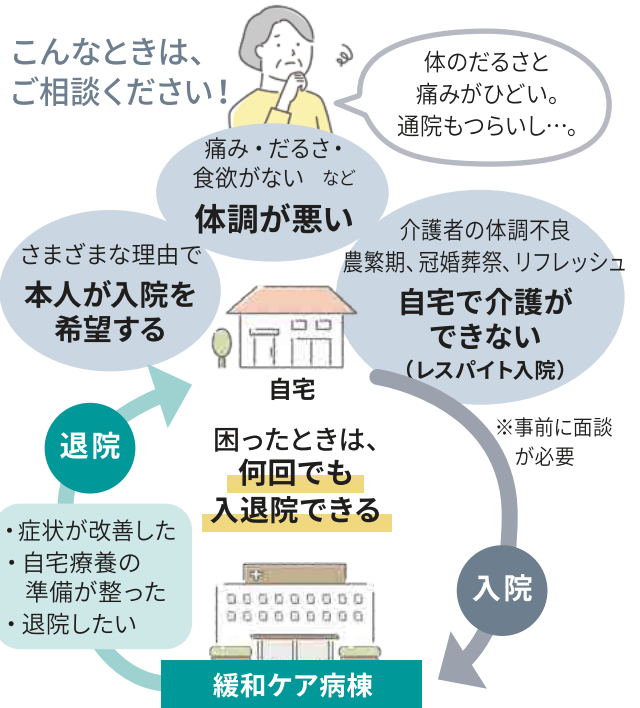 こんなときは、
ご相談ください！
体のだるさと
痛みがひどい。
通院もつらいし…。
痛み・だるさ・
食欲がない　など
体調が悪い
さまざまな理由で
本人が入院を
希望する
介護者の体調不良
農繁期、冠婚葬祭、リフレッシュ
自宅で介護が
できない
（レスパイト入院）
自宅
※事前に面談
が必要
退院
困ったときは、
何回でも
入退院できる
・症状が改善した
・自宅療養の
準備が整った
・退院したい
入院
緩和ケア病棟